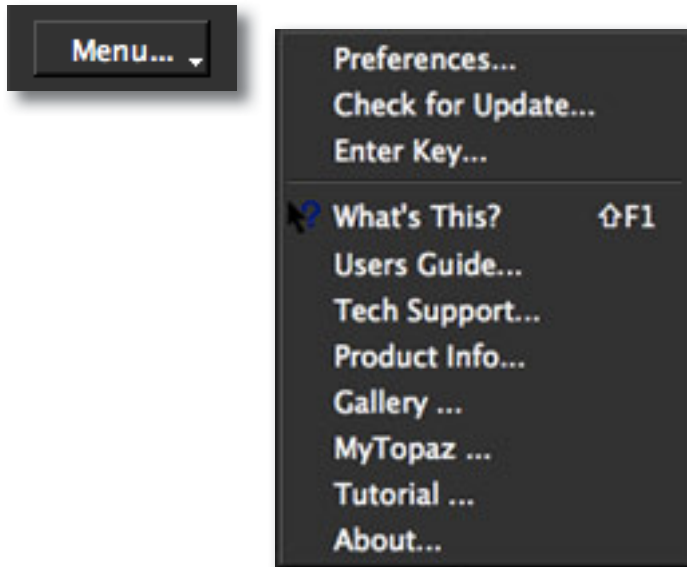 Menu...
Preferences...
Check for Update...
Enter Key...
What's This? ⇧F1
Users Guide...
Tech Support...
Product Info...
Gallery ...
MyTopaz ...
Tutorial ...
About...